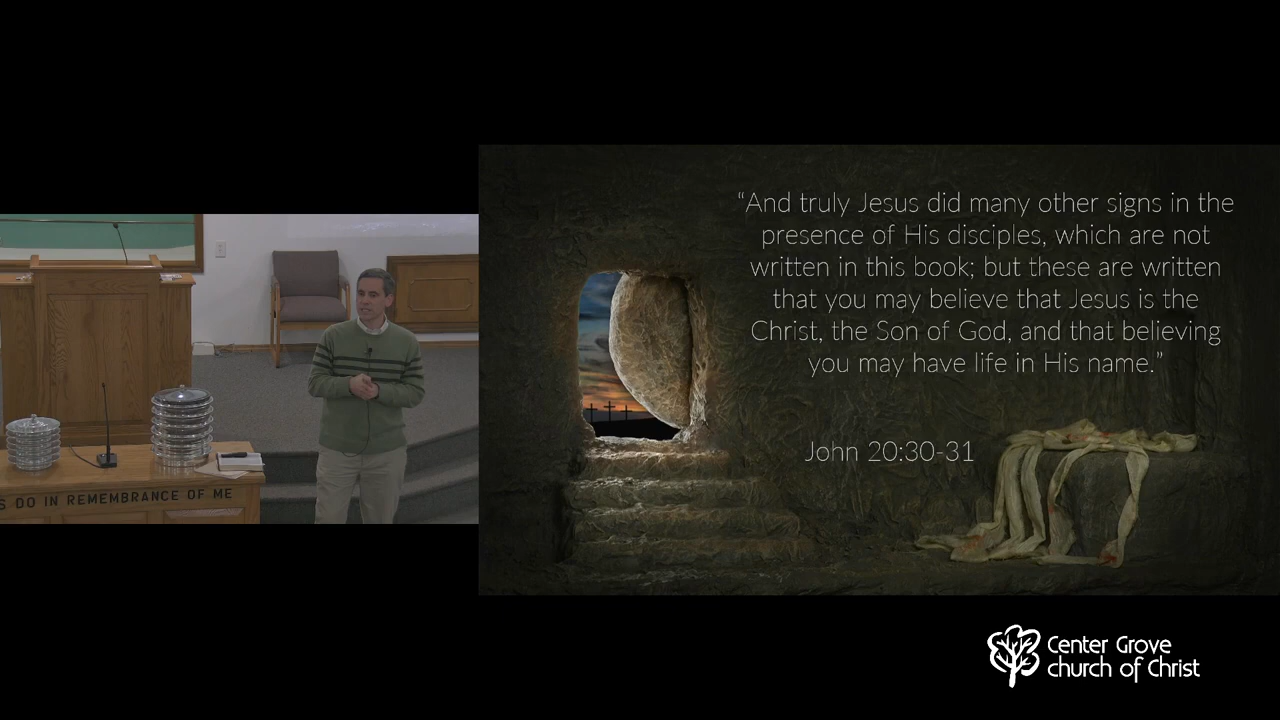 “And truly Jesus did many other signs in the
presence of His disciples, which are not
written in this book; but these are written
that you may believe that Jesus is the
Christ, the Son of God, and that believing
you may have life in His name.”
John 20:30-31
S DO IN REMEMBRANCE OF ME
Center Grove
church of Christ